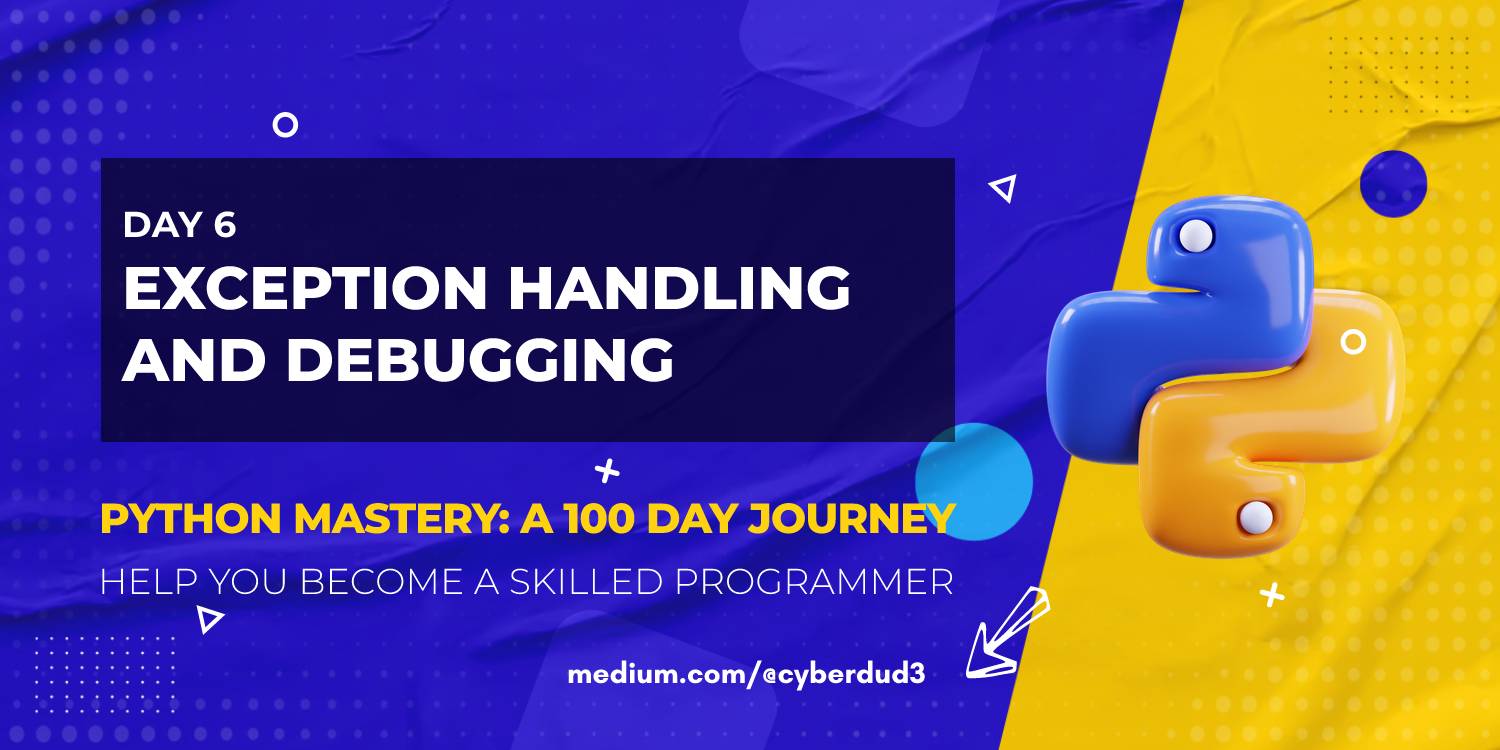 DAY 6
EXCEPTION HANDLING
AND DEBUGGING
PYTHON MASTERY: A 100 DAY JOURNEY
HELP YOU BECOME A SKILLED PROGRAMMER
medium.com/@cyberdud3